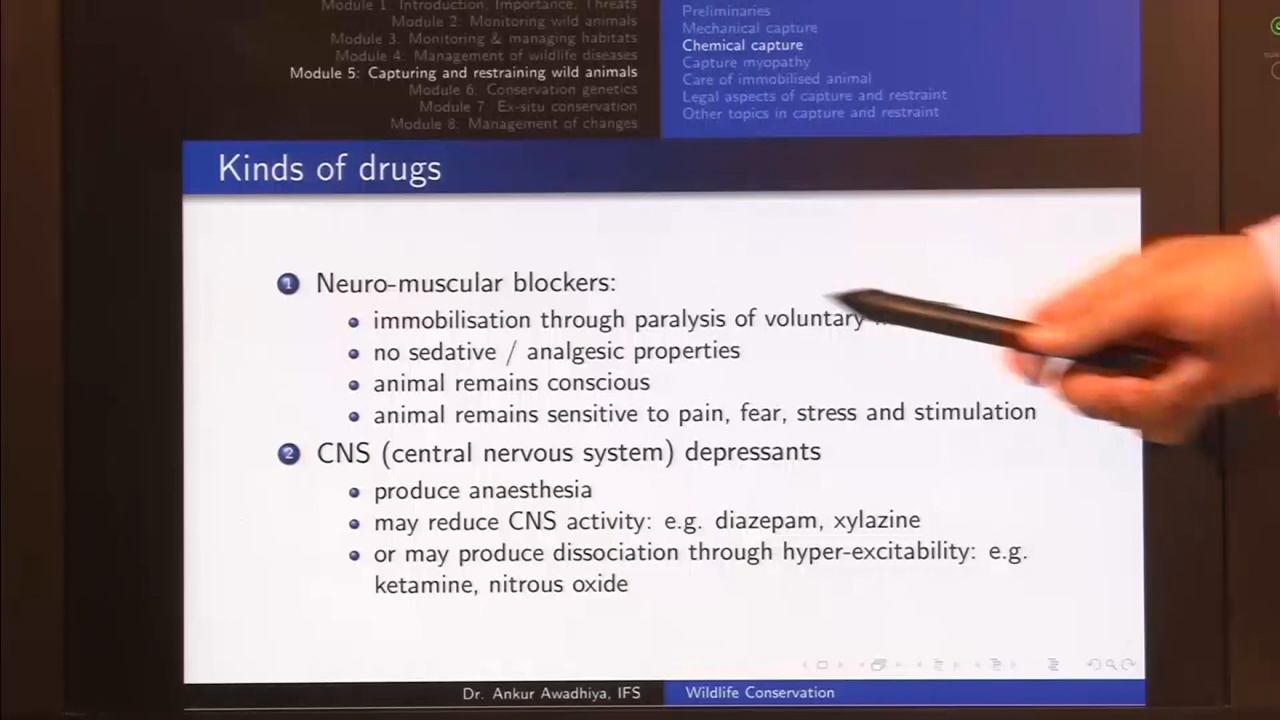 Module 1. Introduction, Importance, Threats
Module 2: Monitoring wild animals
Module 3. Monitoring & managing habitats
Module 4: Management of wildlife diseases
Module 5: Capturing and restraining wild animals
Module 6: Conservation genetics
Module 7: Ex-situ conservation
Module 8: Management of changes
Preliminaries
Mechanical capture
Chemical capture
Capture myopathy
Care of immobilised animal
Legal aspects of capture and restraint
Other topics in capture and restraint
Kinds of drugs
1 Neuro-muscular blockers:
immobilisation through paralysis of voluntary
no sedative / analgesic properties
animal remains conscious
animal remains sensitive to pain, fear, stress and stimulation
2 CNS (central nervous system) depressants
produce anaesthesia
may reduce CNS activity: e.g. diazepam, xylazine
or may produce dissociation through hyper-excitability: e.g.
ketamine, nitrous oxide
Dr. Ankur Awadhiya, IFS
Wildlife Conservation